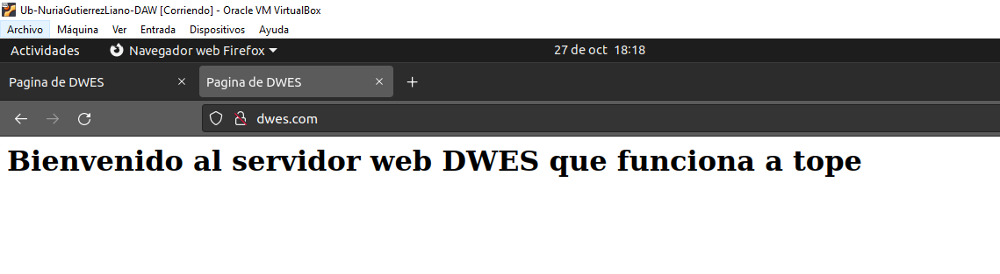 Ub-NuriaGutierrezLiano-DAW [Corriendo] - Oracle VM VirtualBox
Archivo Máquina Ver Entrada Dispositivos Ayuda
Actividades Navegador web Firefox 27 de oct 18:18
Pagina de DWES Pagina de DWES
dwes.com
Bienvenido al servidor web DWES que funciona a tope